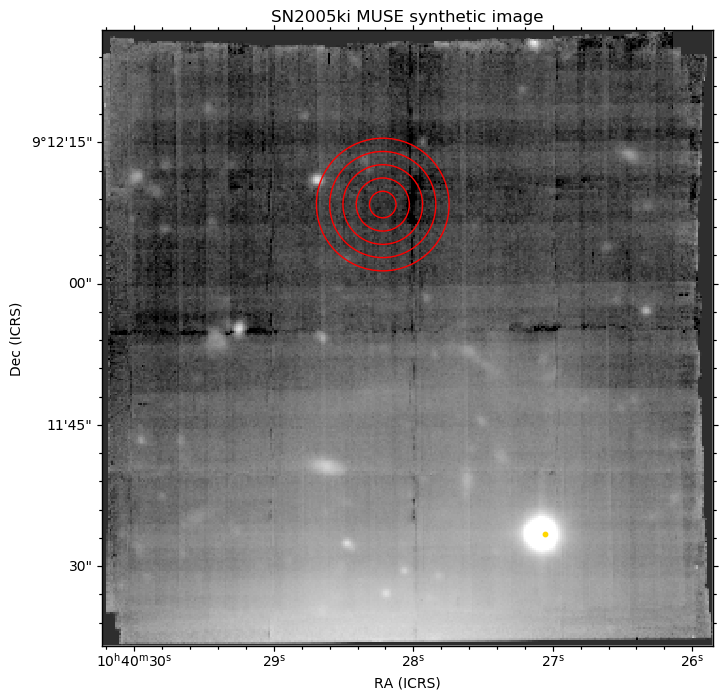 SN2005ki MUSE synthetic image
9°12'15"
00"
11'45"
30"
Dec (ICRS)
10ʰ40ᵐ30ˢ
29ˢ
28ˢ
27ˢ
26ˢ
RA (ICRS)